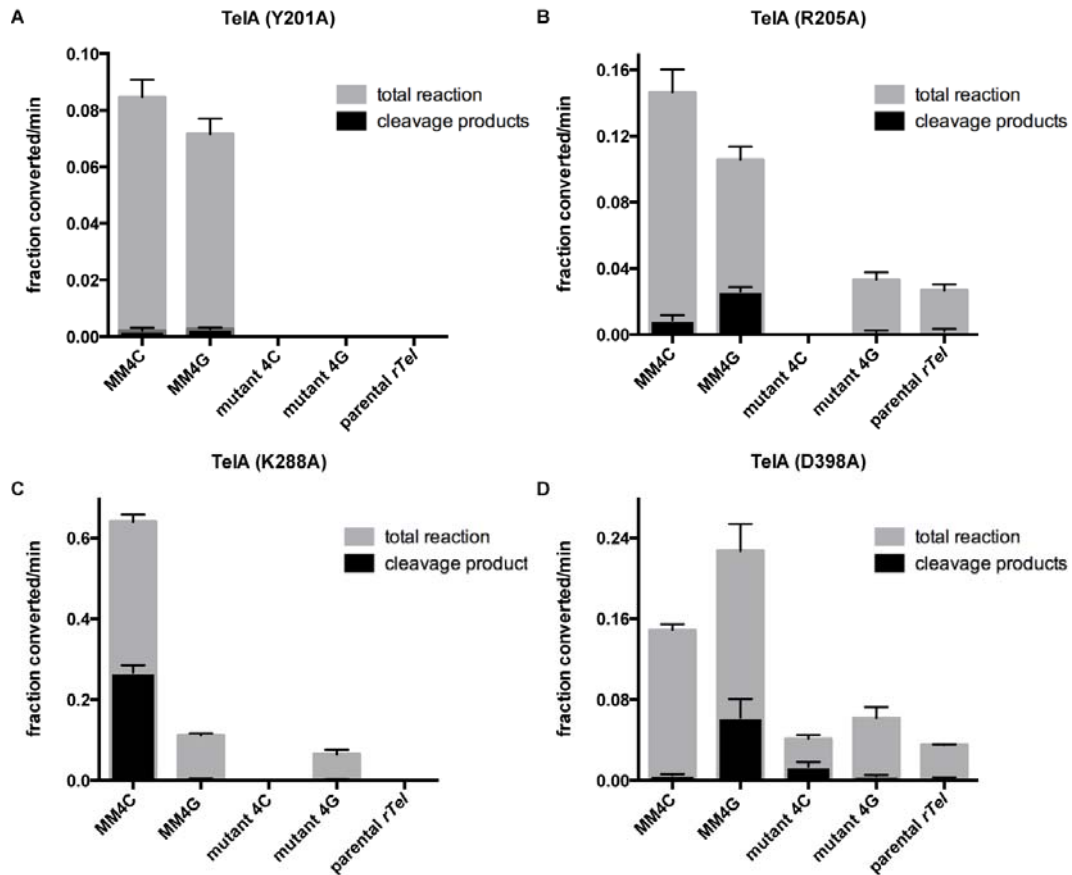 A
TelA (Y201A)
fraction converted/min
0.10
0.08
0.06
0.04
0.02
0.00
total reaction
cleavage products
MM4C
MM4G
mutant 4C
mutant 4G
parental rTel
B
TelA (R205A)
fraction converted/min
0.16
0.12
0.08
0.04
0.00
total reaction
cleavage products
MM4C
MM4G
mutant 4C
mutant 4G
parental rTel
C
TelA (K288A)
fraction converted/min
0.6
0.4
0.2
0.0
total reaction
cleavage product
MM4C
MM4G
mutant 4C
mutant 4G
parental rTel
D
TelA (D398A)
fraction converted/min
0.24
0.16
0.08
0.00
total reaction
cleavage products
MM4C
MM4G
mutant 4C
mutant 4G
parental rTel